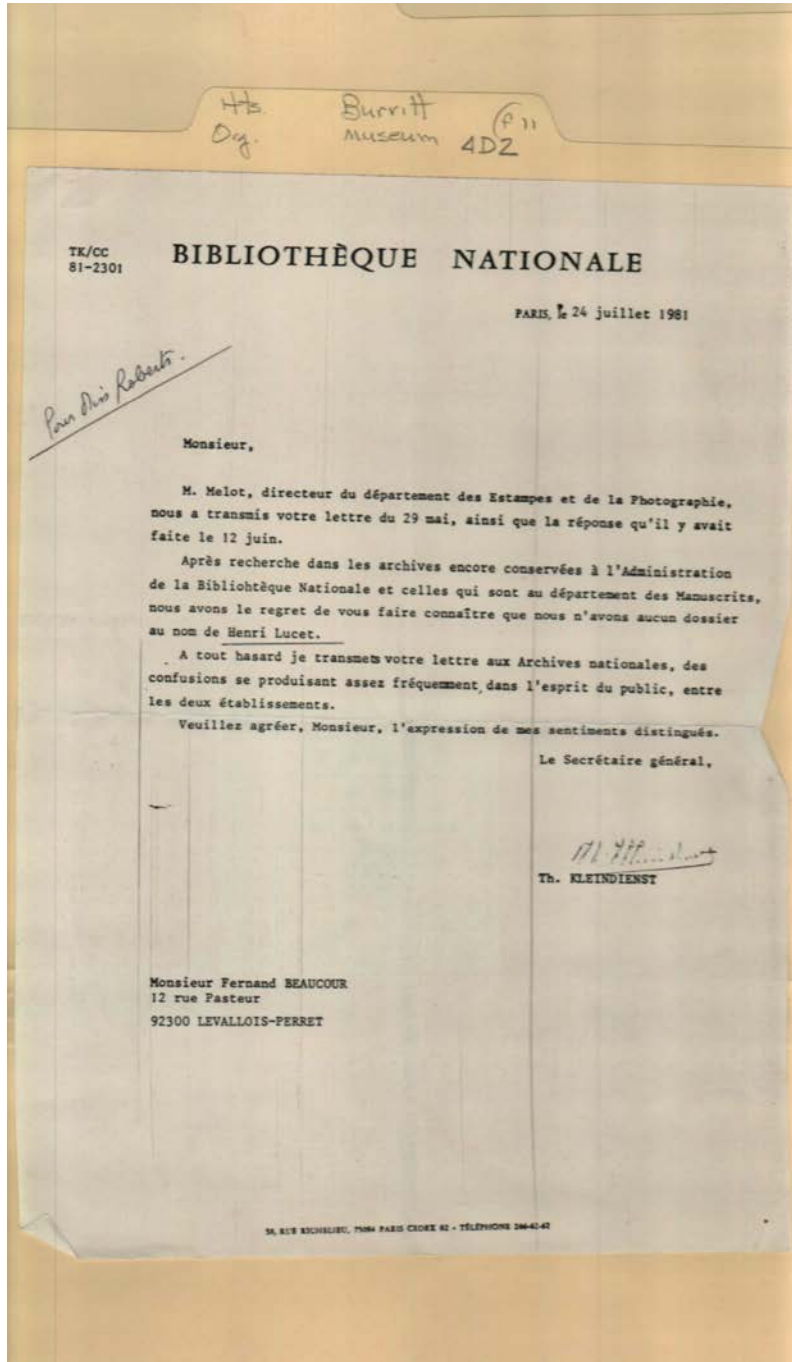 Hts. Burritt
Org. Museum 4D2
TK/CC
81-2301
BIBLIOTHÈQUE NATIONALE
PARIS, le 24 juillet 1981
Pour Miss Roberts.
Monsieur,
M. Melot, directeur du département des Estampes et de la Photographie,
nous a transmis votre lettre du 29 mai, ainsi que la réponse qu'il y avait
faite le 12 juin.
Après recherche dans les archives encore conservées à l'Administration
de la Bibliohtèque Nationale et celles qui sont au département des Manuscrits,
nous avons le regret de vous faire connaître que nous n'avons aucun dossier
au nom de Henri Lucet.
A tout hasard je transmets votre lettre aux Archives nationales, des
confusions se produisant assez fréquemment dans l'esprit du public, entre
les deux établissements.
Veuillez agréer, Monsieur, l'expression de mes sentiments distingués.
Le Secrétaire général,
Th. KLEINDIENST
Monsieur Fernand BEAUCOUR
12 rue Pasteur
92300 LEVALLOIS-PERRET
58, RUE RICHELIEU, 75084 PARIS CEDEX 02 - TÉLÉPHONE